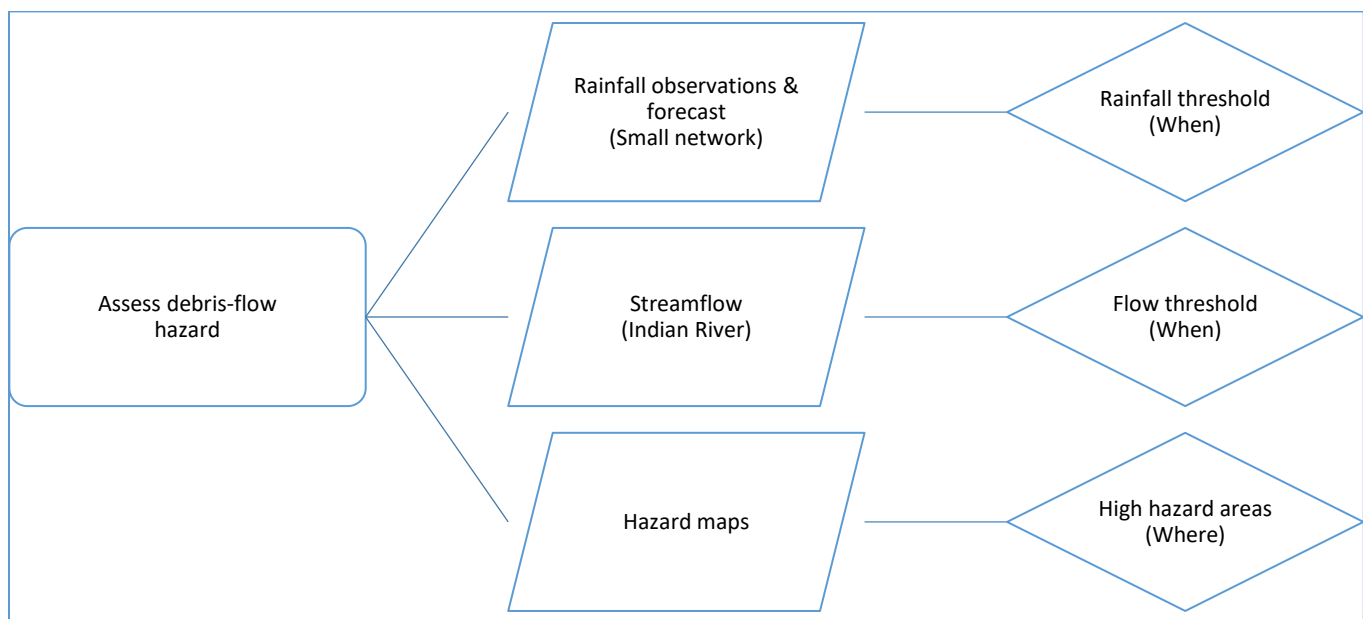 Assess debris-flow
hazard
Rainfall observations &
forecast
(Small network)
Rainfall threshold
(When)
Streamflow
(Indian River)
Flow threshold
(When)
Hazard maps
High hazard areas
(Where)